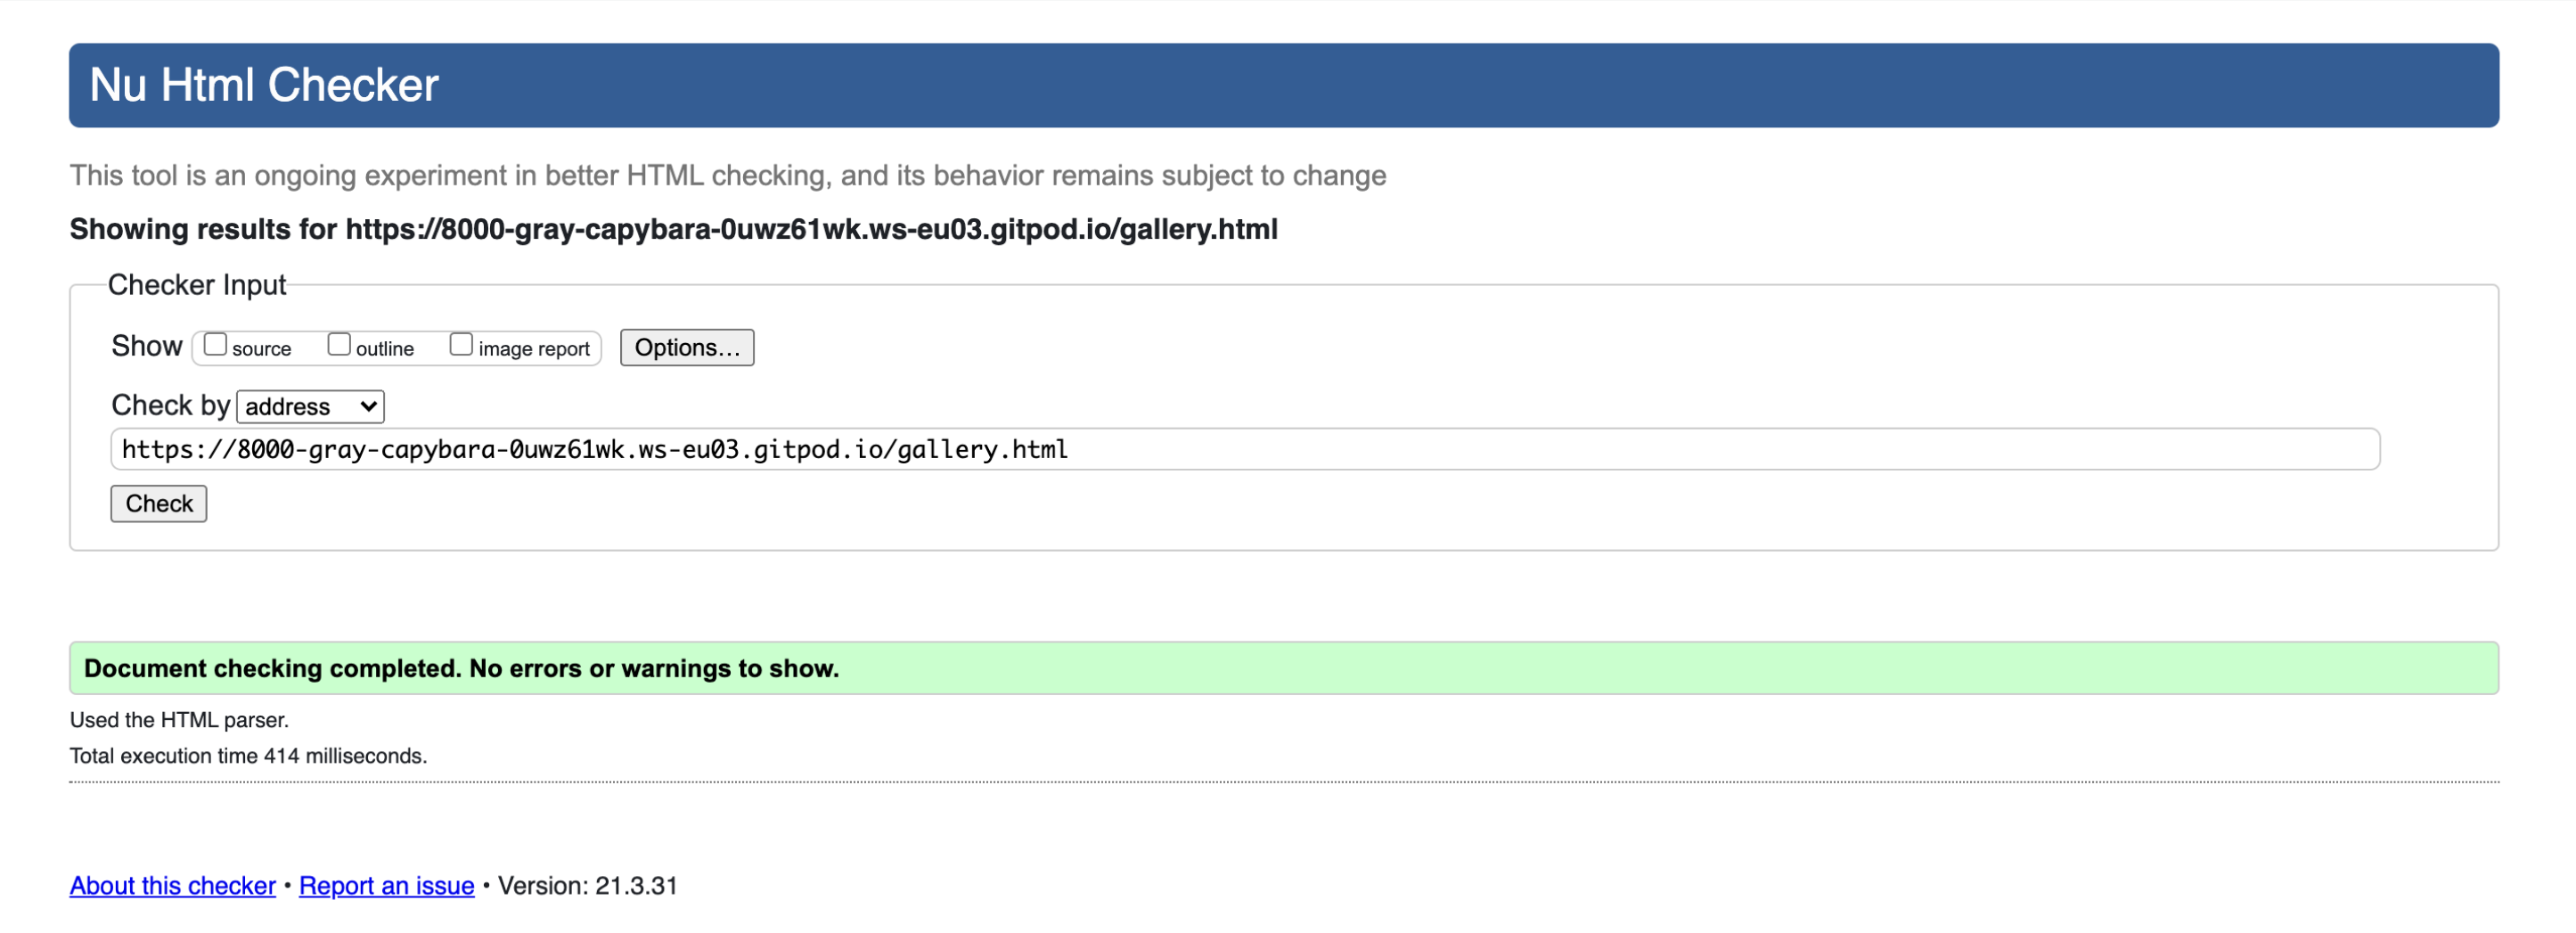 Nu Html Checker
This tool is an ongoing experiment in better HTML checking, and its behavior remains subject to change
Showing results for https://8000-gray-capybara-0uwz61wk.ws-eu03.gitpod.io/gallery.html
Checker Input
Show source outline image report Options...
Check by address
https://8000-gray-capybara-0uwz61wk.ws-eu03.gitpod.io/gallery.html
Check
Document checking completed. No errors or warnings to show.
Used the HTML parser.
Total execution time 414 milliseconds.
About this checker • Report an issue • Version: 21.3.31